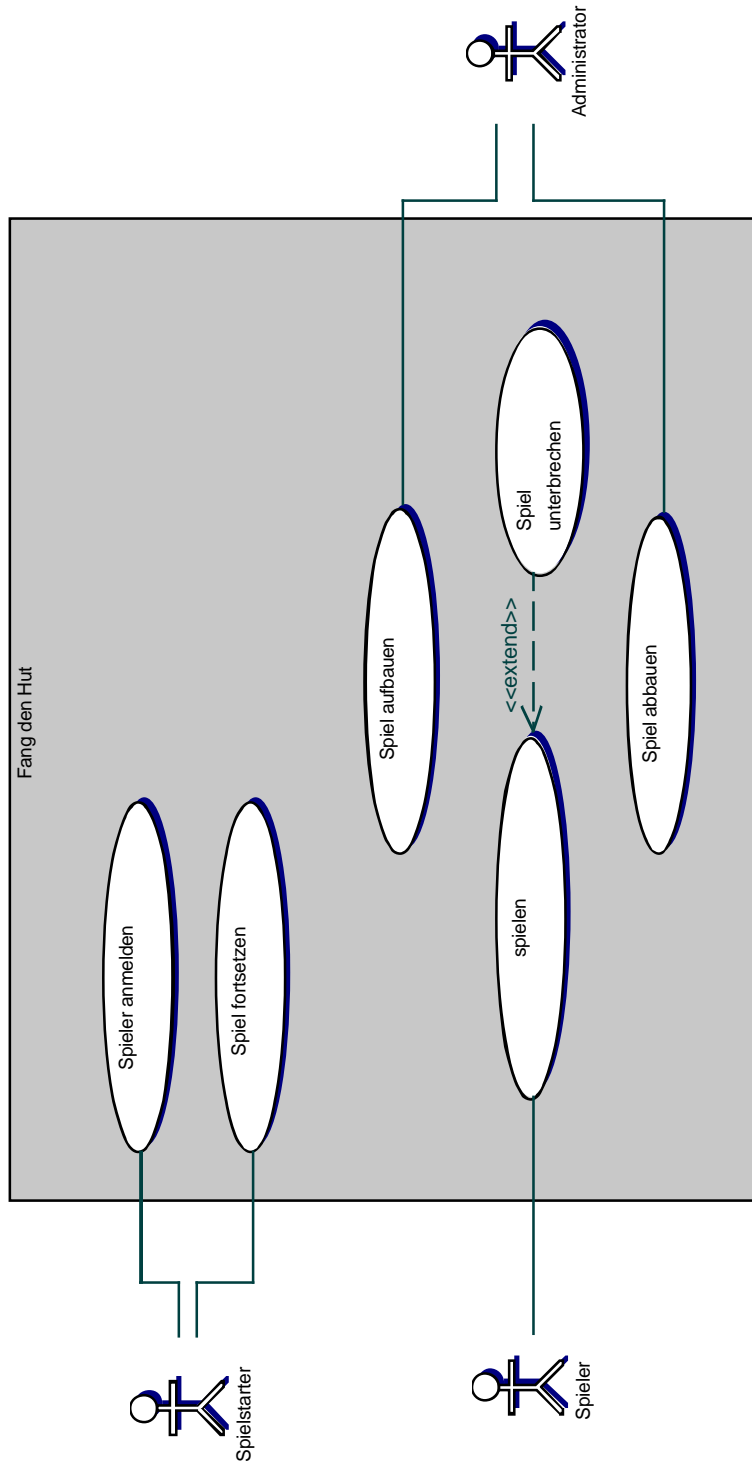 Fang den Hut
Spielstarter
Spieler anmelden
Spiel fortsetzen
Spiel aufbauen
Administrator
Spieler
spielen
<<extend>>
Spiel
unterbrechen
Spiel abbauen